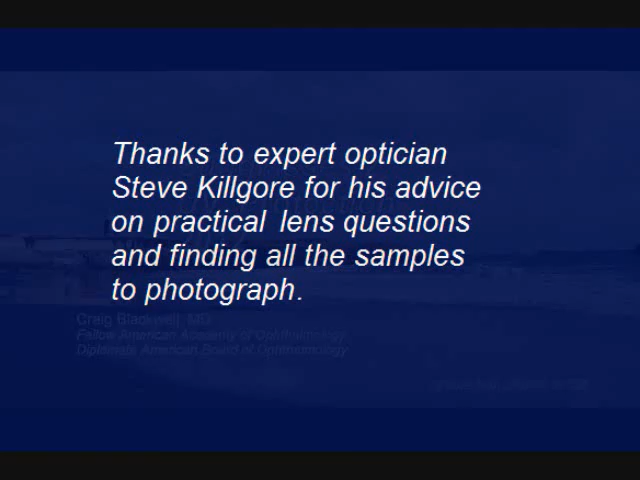 Thanks to expert optician
Steve Killgore for his advice
on practical lens questions
and finding all the samples
to photograph.
Craig Blackwell, MD
Fellow American Academy of Ophthalmology
Diplomate American Board of Ophthalmology